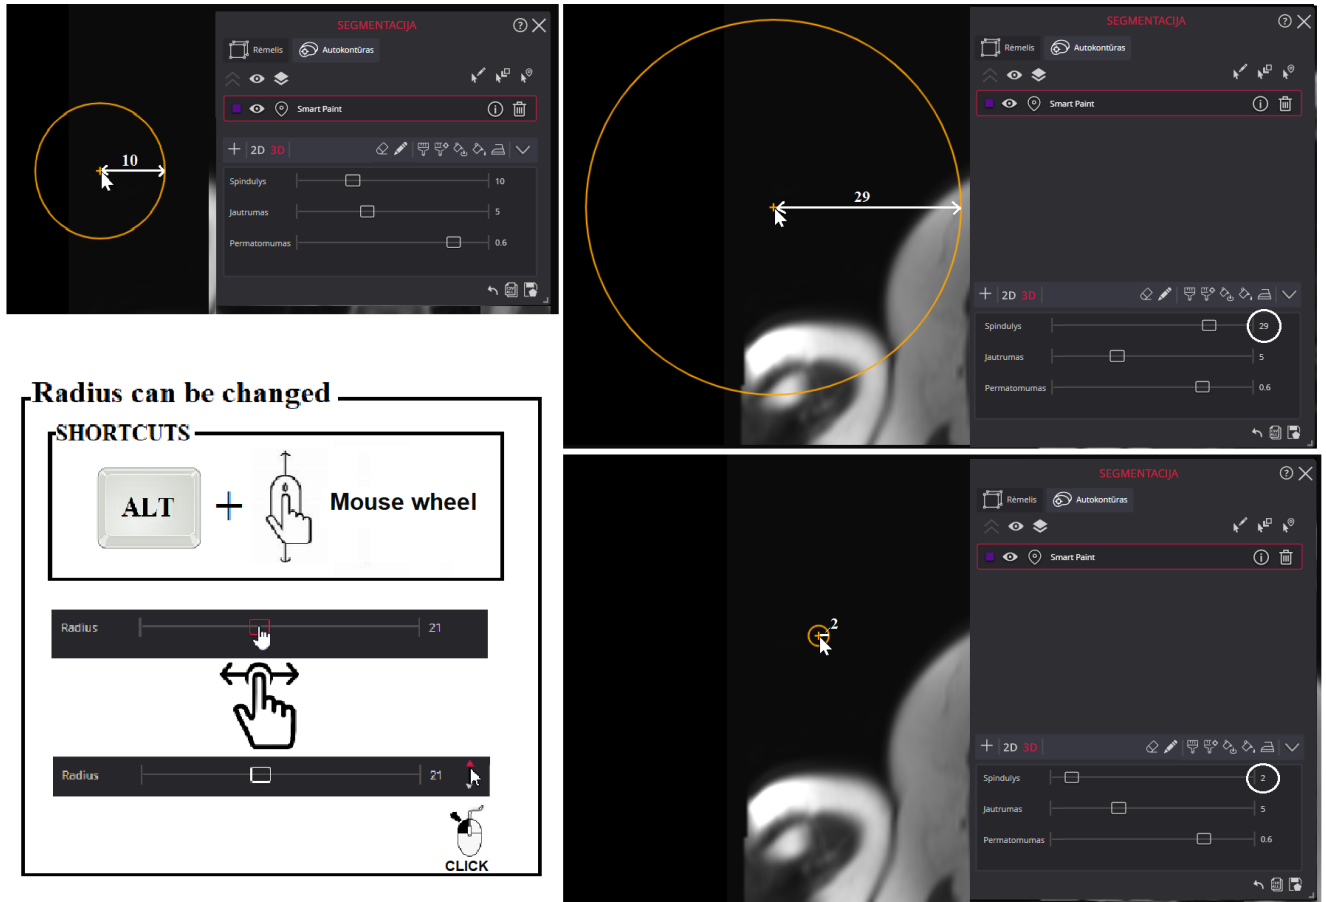 SEGMENTACIJA
Rėmelis Autokontūras
Smart Paint
2D 3D
Spindulys 10
Jautrumas 5
Permatomumas 0.6
10
SEGMENTACIJA
Rėmelis Autokontūras
Smart Paint
2D 3D
Spindulys 29
Jautrumas 5
Permatomumas 0.6
29
Radius can be changed
SHORTCUTS
ALT + Mouse wheel
Radius 21
Radius 21
CLICK
SEGMENTACIJA
Rėmelis Autokontūras
Smart Paint
2
2D 3D
Spindulys 2
Jautrumas 5
Permatomumas 0.6